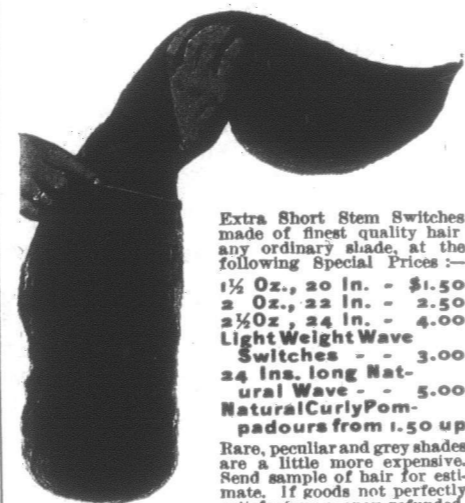 Extra Short Stem Switches
made of finest quality hair
any ordinary shade, at the
following Special Prices :—
1½ Oz., 20 In. - $1.50
2 Oz., 22 In. - 2.50
2½Oz , 24 In. - 4.00
Light Weight Wave
Switches - - 3.00
24 Ins. long Nat-
ural Wave - - 5.00
Natural Curly Pom-
padours from 1.50 up
Rare, peculiar and grey shades
are a little more expensive.
Send sample of hair for esti-
mate. If goods not perfectly